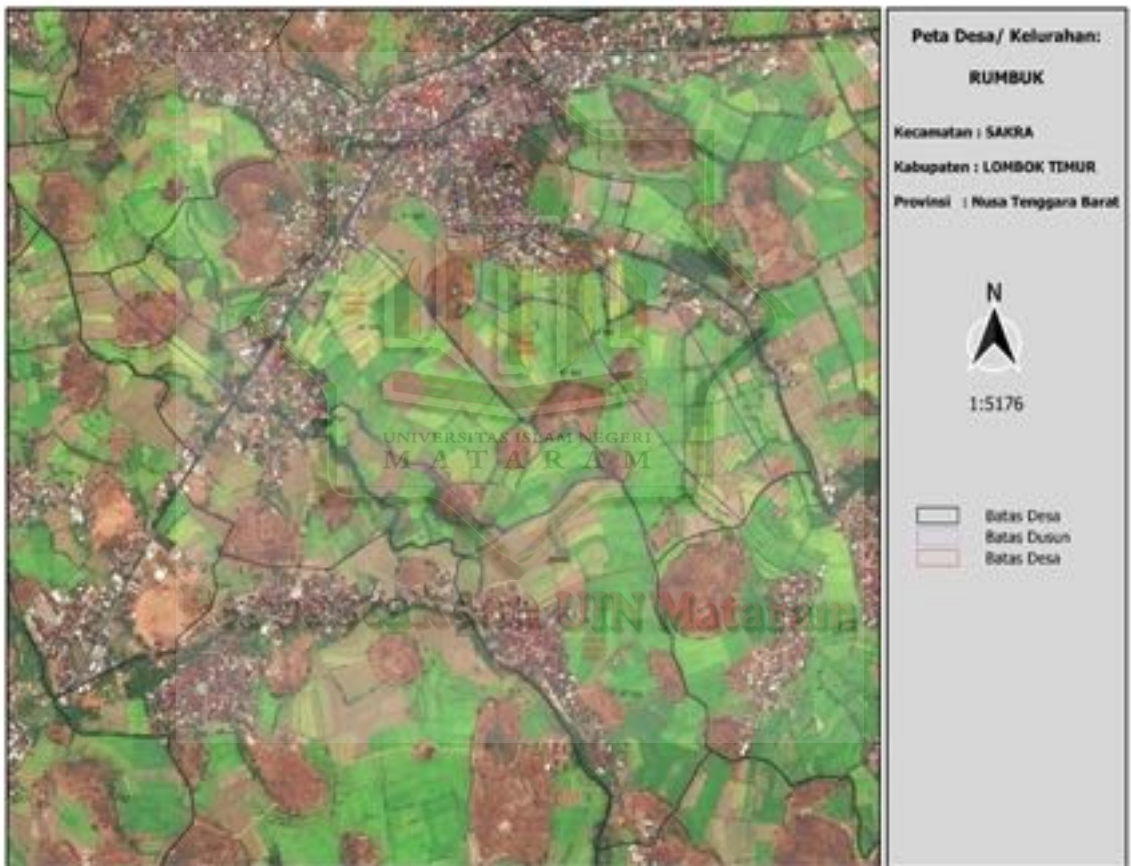 Peta Desa/ Kelurahan:
RUMBUK
Kecamatan : SAKRA
Kabupaten : LOMBOK TIMUR
Provinsi : Nusa Tenggara Barat
N
1:5176
Batas Desa
Batas Dusun
Batas Desa
UNIVERSITAS ISLAM NEGERI
MATARAM
UIN Mataram